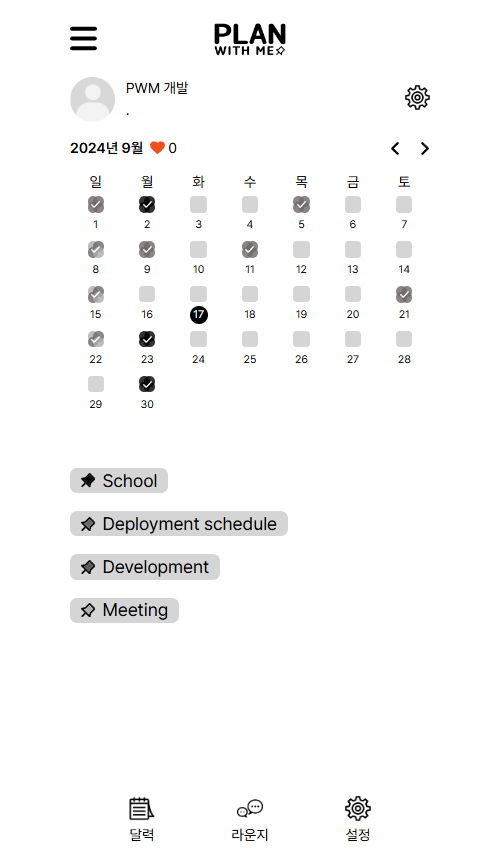 PLAN
WITH ME
PWM 개발
.
2024년 9월 0
일 월 화 수 목 금 토
1 2 3 4 5 6 7
8 9 10 11 12 13 14
15 16 17 18 19 20 21
22 23 24 25 26 27 28
29 30
School
Deployment schedule
Development
Meeting
달력 라운지 설정